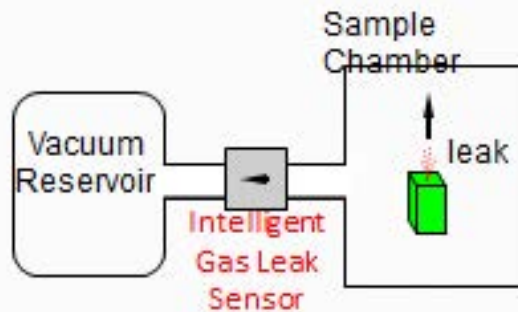 Sample
Chamber
Vacuum
Reservoir
leak
Intelligent
Gas Leak
Sensor